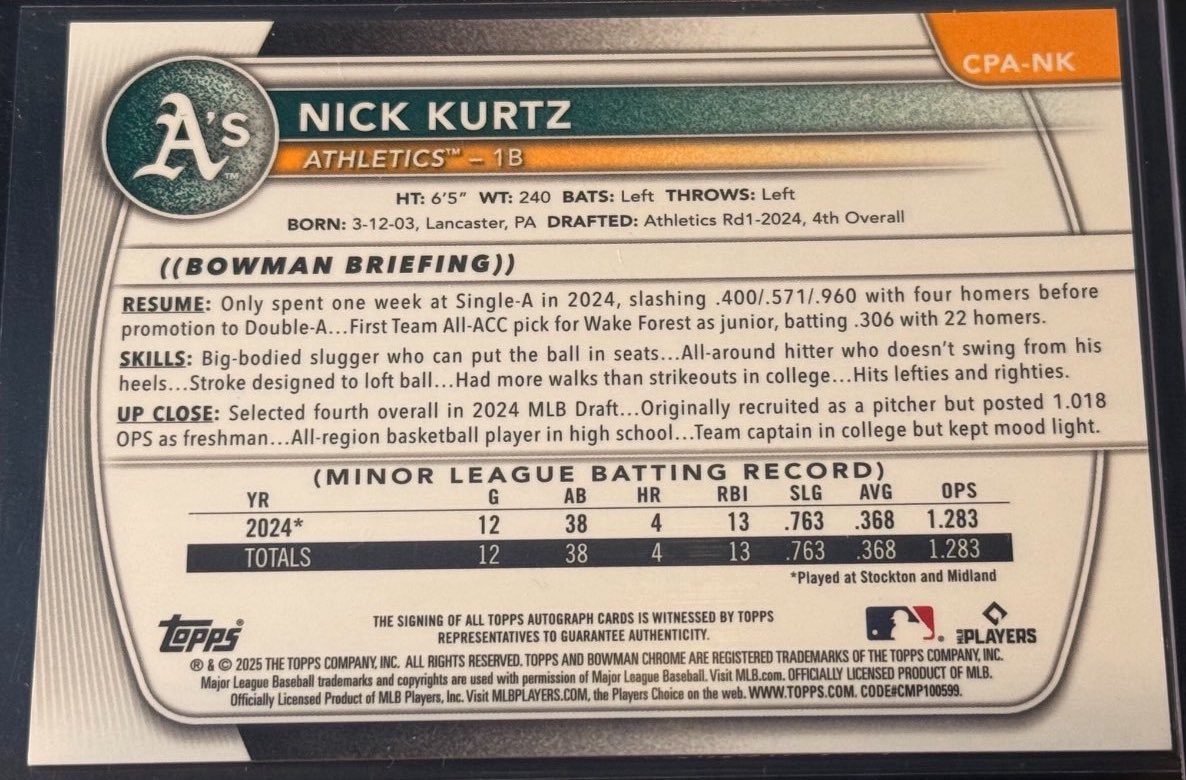 CPA-NK
A's™
NICK KURTZ
ATHLETICS™ – 1B
HT: 6'5" WT: 240 BATS: Left THROWS: Left
BORN: 3-12-03, Lancaster, PA DRAFTED: Athletics Rd1-2024, 4th Overall
((BOWMAN BRIEFING))
RESUME: Only spent one week at Single-A in 2024, slashing .400/.571/.960 with four homers before
promotion to Double-A...First Team All-ACC pick for Wake Forest as junior, batting .306 with 22 homers.
SKILLS: Big-bodied slugger who can put the ball in seats...All-around hitter who doesn't swing from his
heels...Stroke designed to loft ball...Had more walks than strikeouts in college...Hits lefties and righties.
UP CLOSE: Selected fourth overall in 2024 MLB Draft...Originally recruited as a pitcher but posted 1.018
OPS as freshman...All-region basketball player in high school...Team captain in college but kept mood light.
(MINOR LEAGUE BATTING RECORD)
YR G AB HR RBI SLG AVG OPS
2024* 12 38 4 13 .763 .368 1.283
TOTALS 12 38 4 13 .763 .368 1.283
*Played at Stockton and Midland
Topps®
THE SIGNING OF ALL TOPPS AUTOGRAPH CARDS IS WITNESSED BY TOPPS
REPRESENTATIVES TO GUARANTEE AUTHENTICITY.
MLB PLAYERS
® & © 2025 THE TOPPS COMPANY, INC. ALL RIGHTS RESERVED. TOPPS AND BOWMAN CHROME ARE REGISTERED TRADEMARKS OF THE TOPPS COMPANY, INC.
Major League Baseball trademarks and copyrights are used with permission of Major League Baseball. Visit MLB.com. OFFICIALLY LICENSED PRODUCT OF MLB.
Officially Licensed Product of MLB Players, Inc. Visit MLBPLAYERS.COM, the Players Choice on the web. WWW.TOPPS.COM. CODE#CMP100599.